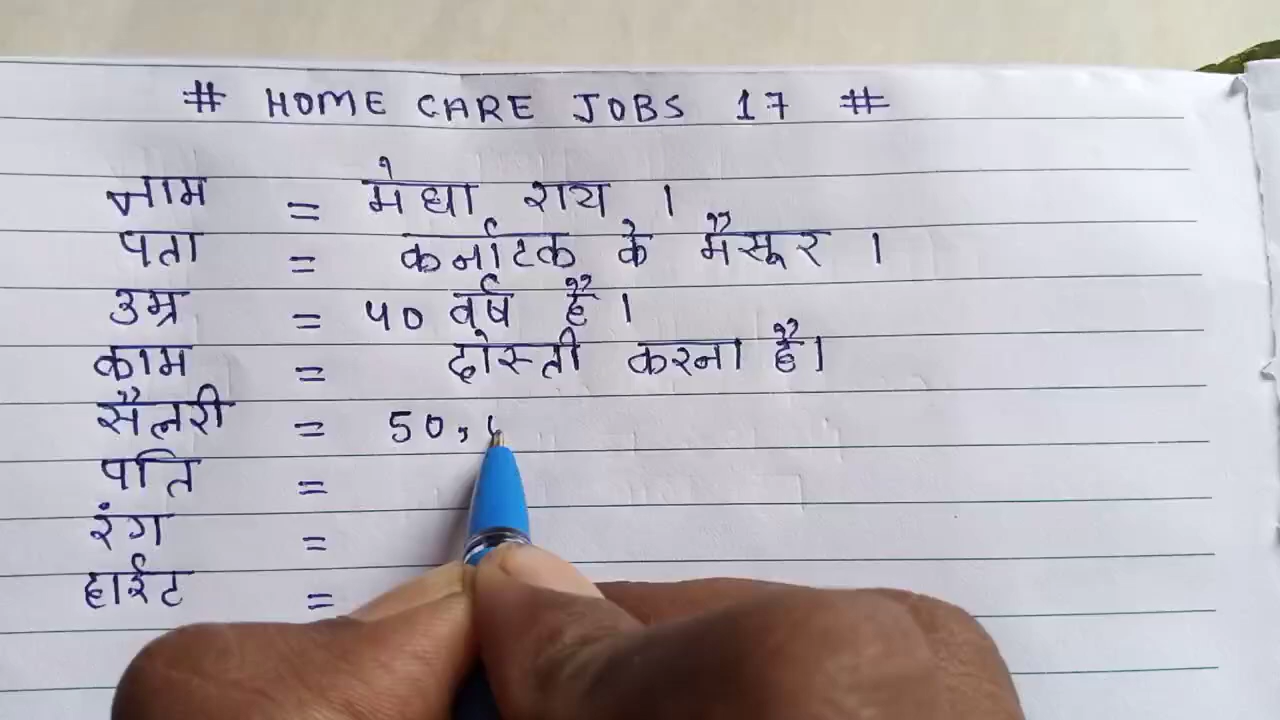 # HOME CARE JOBS 17 #
नाम = मेघा राय ।
पता = कर्नाटक के मैसूर ।
उम्र = 40 वर्ष है ।
काम = दोस्ती करना है।
सैलरी = 50,
पति =
रंग =
हाईट =